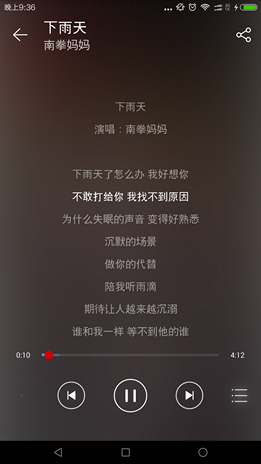 晚上9:36
下雨天
南拳妈妈
下雨天
演唱：南拳妈妈
下雨天了怎么办 我好想你
不敢打给你 我找不到原因
为什么失眠的声音 变得好熟悉
沉默的场景
做你的代替
陪我听雨滴
期待让人越来越沉溺
谁和我一样 等不到他的谁
0:10
4:12